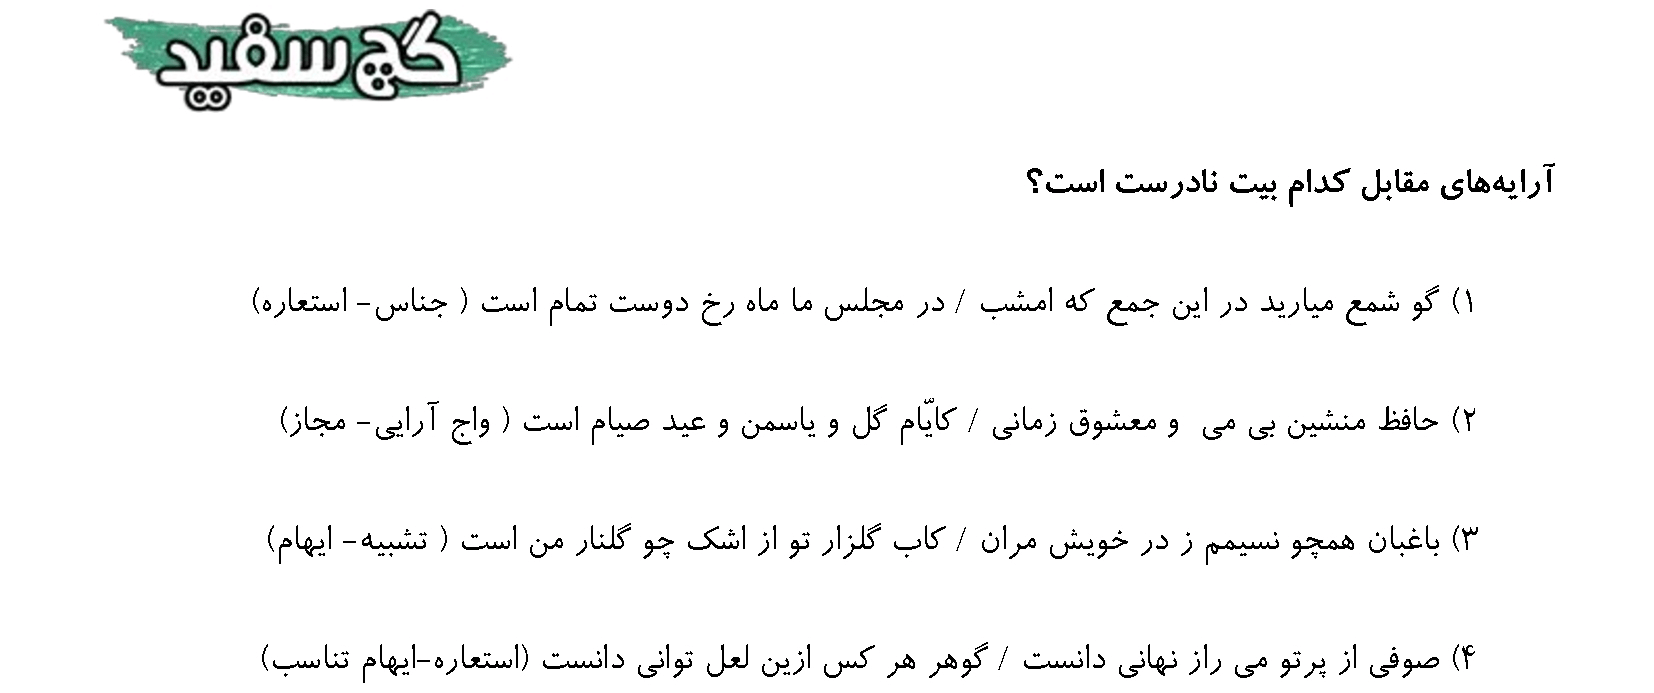 گچ سفید
آرایه‌های مقابل کدام بیت نادرست است؟
۱) گو شمع میارید در این جمع که امشب / در مجلس ما ماه رخ دوست تمام است ( جناس- استعاره)
۲) حافظ منشین بی می و معشوق زمانی / کایّام گل و یاسمن و عید صیام است ( واج آرایی- مجاز)
۳) باغبان همچو نسیمم ز در خویش مران / کاب گلزار تو از اشک چو گلنار من است ( تشبیه- ایهام)
۴) صوفی از پرتو می راز نهانی دانست / گوهر هر کس ازین لعل توانی دانست (استعاره-ایهام تناسب)